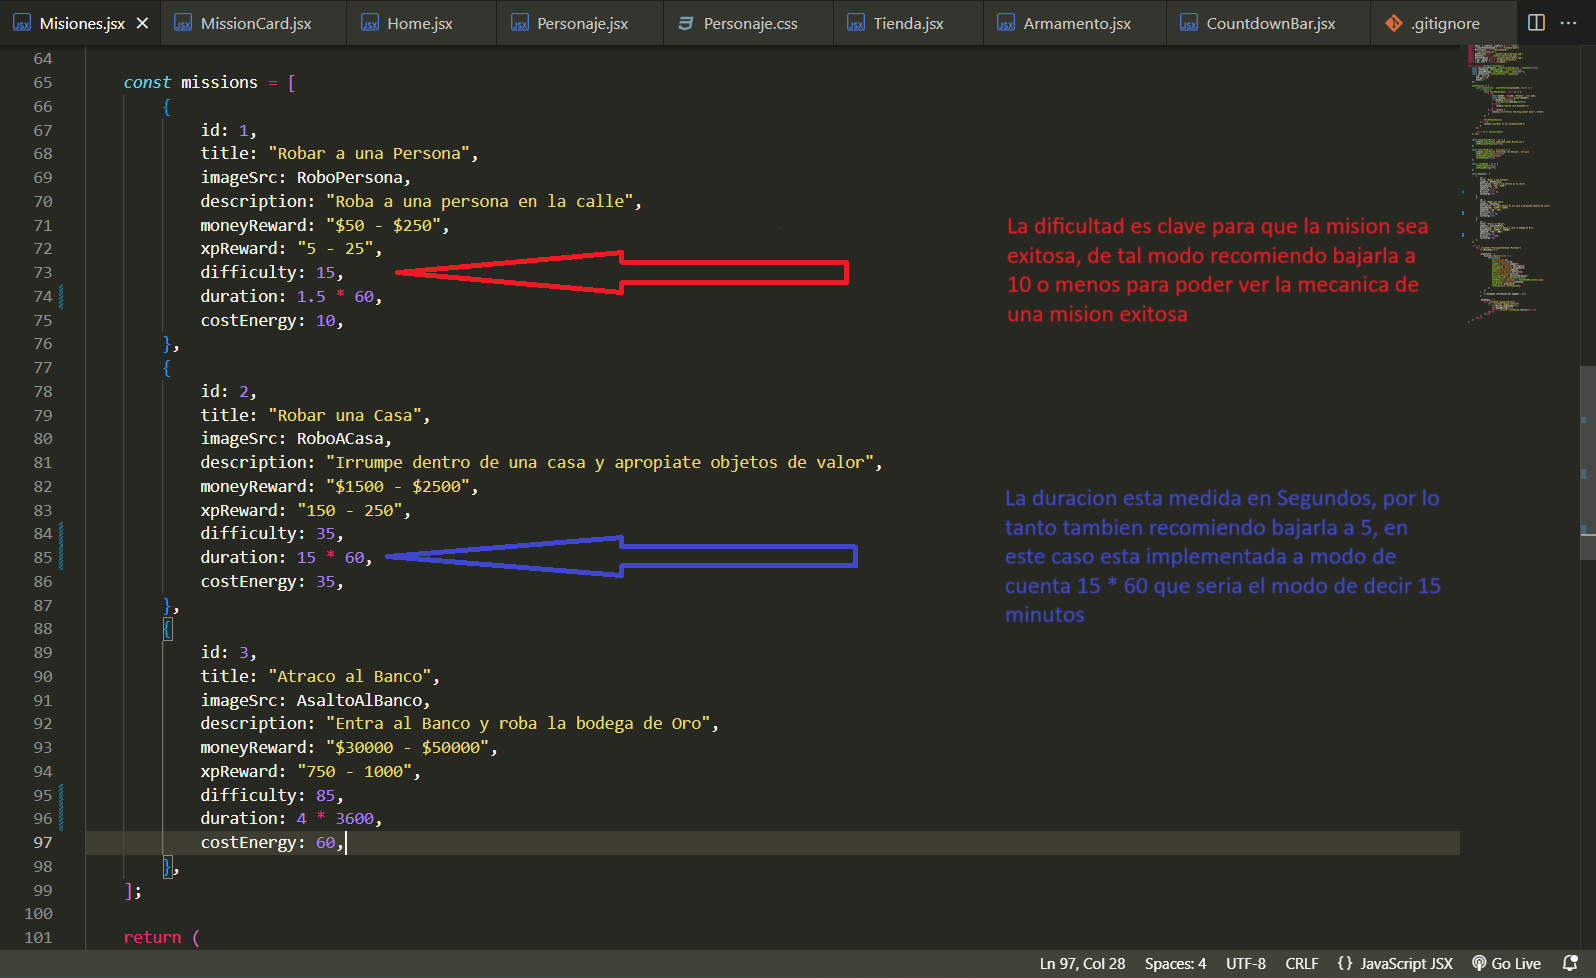 Misiones.jsx
MissionCard.jsx
Home.jsx
Personaje.jsx
Personaje.css
Tienda.jsx
Armamento.jsx
CountdownBar.jsx
.gitignore
64
65 const missions = [
66 {
67 id: 1,
68 title: "Robar a una Persona",
69 imageSrc: RoboPersona,
70 description: "Roba a una persona en la calle",
71 moneyReward: "$50 - $250",
72 xpReward: "5 - 25",
73 difficulty: 15,
74 duration: 1.5 * 60,
75 costEnergy: 10,
76 },
77 {
78 id: 2,
79 title: "Robar una Casa",
80 imageSrc: RoboACasa,
81 description: "Irrumpe dentro de una casa y apropiate objetos de valor",
82 moneyReward: "$1500 - $2500",
83 xpReward: "150 - 250",
84 difficulty: 35,
85 duration: 15 * 60,
86 costEnergy: 35,
87 },
88 {
89 id: 3,
90 title: "Atraco al Banco",
91 imageSrc: AsaltoAlBanco,
92 description: "Entra al Banco y roba la bodega de Oro",
93 moneyReward: "$30000 - $50000",
94 xpReward: "750 - 1000",
95 difficulty: 85,
96 duration: 4 * 3600,
97 costEnergy: 60,
98 },
99 ];
100
101 return (
La dificultad es clave para que la mision sea
exitosa, de tal modo recomiendo bajarla a
10 o menos para poder ver la mecanica de
una mision exitosa
La duracion esta medida en Segundos, por lo
tanto tambien recomiendo bajarla a 5, en
este caso esta implementada a modo de
cuenta 15 * 60 que seria el modo de decir 15
minutos
Ln 97, Col 28 Spaces: 4 UTF-8 CRLF {} JavaScript JSX Go Live